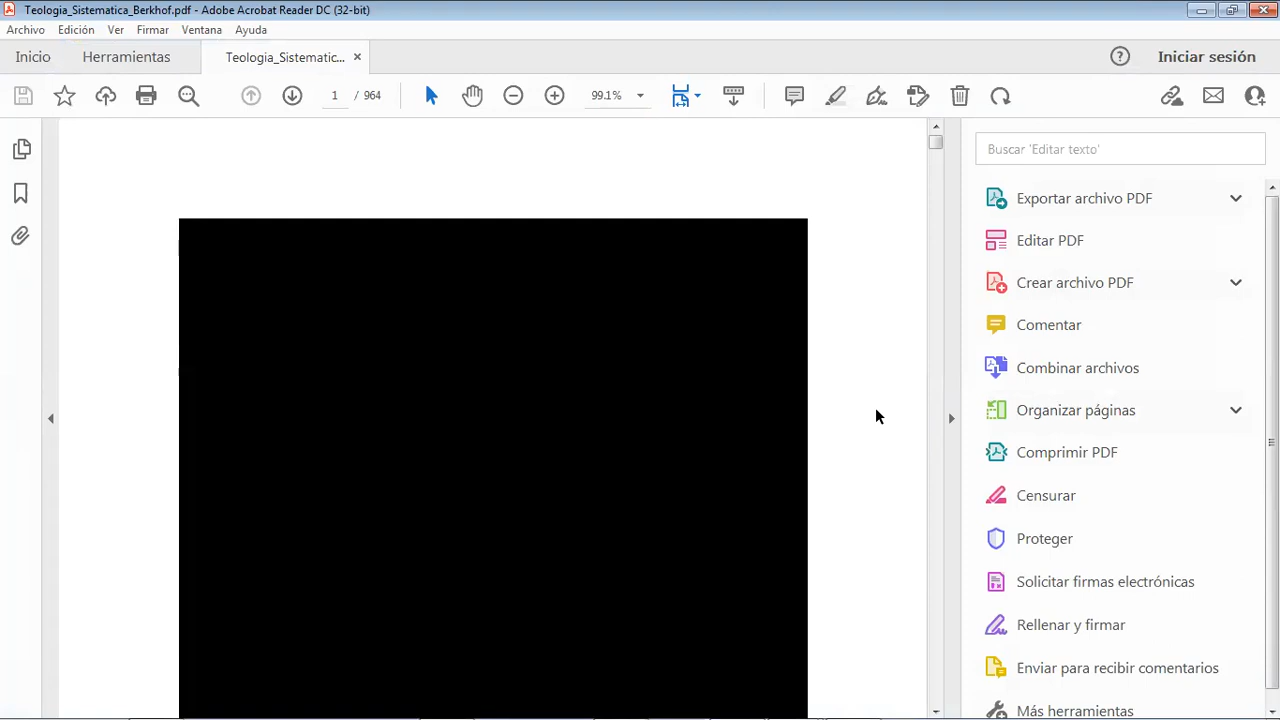 Teologia_Sistematica_Berkhof.pdf - Adobe Acrobat Reader DC (32-bit)
Archivo Edición Ver Firmar Ventana Ayuda
Inicio Herramientas Teologia_Sistematic... Iniciar sesión
1 / 964 99.1%
Buscar 'Editar texto'
Exportar archivo PDF
Editar PDF
Crear archivo PDF
Comentar
Combinar archivos
Organizar páginas
Comprimir PDF
Censurar
Proteger
Solicitar firmas electrónicas
Rellenar y firmar
Enviar para recibir comentarios
Más herramientas